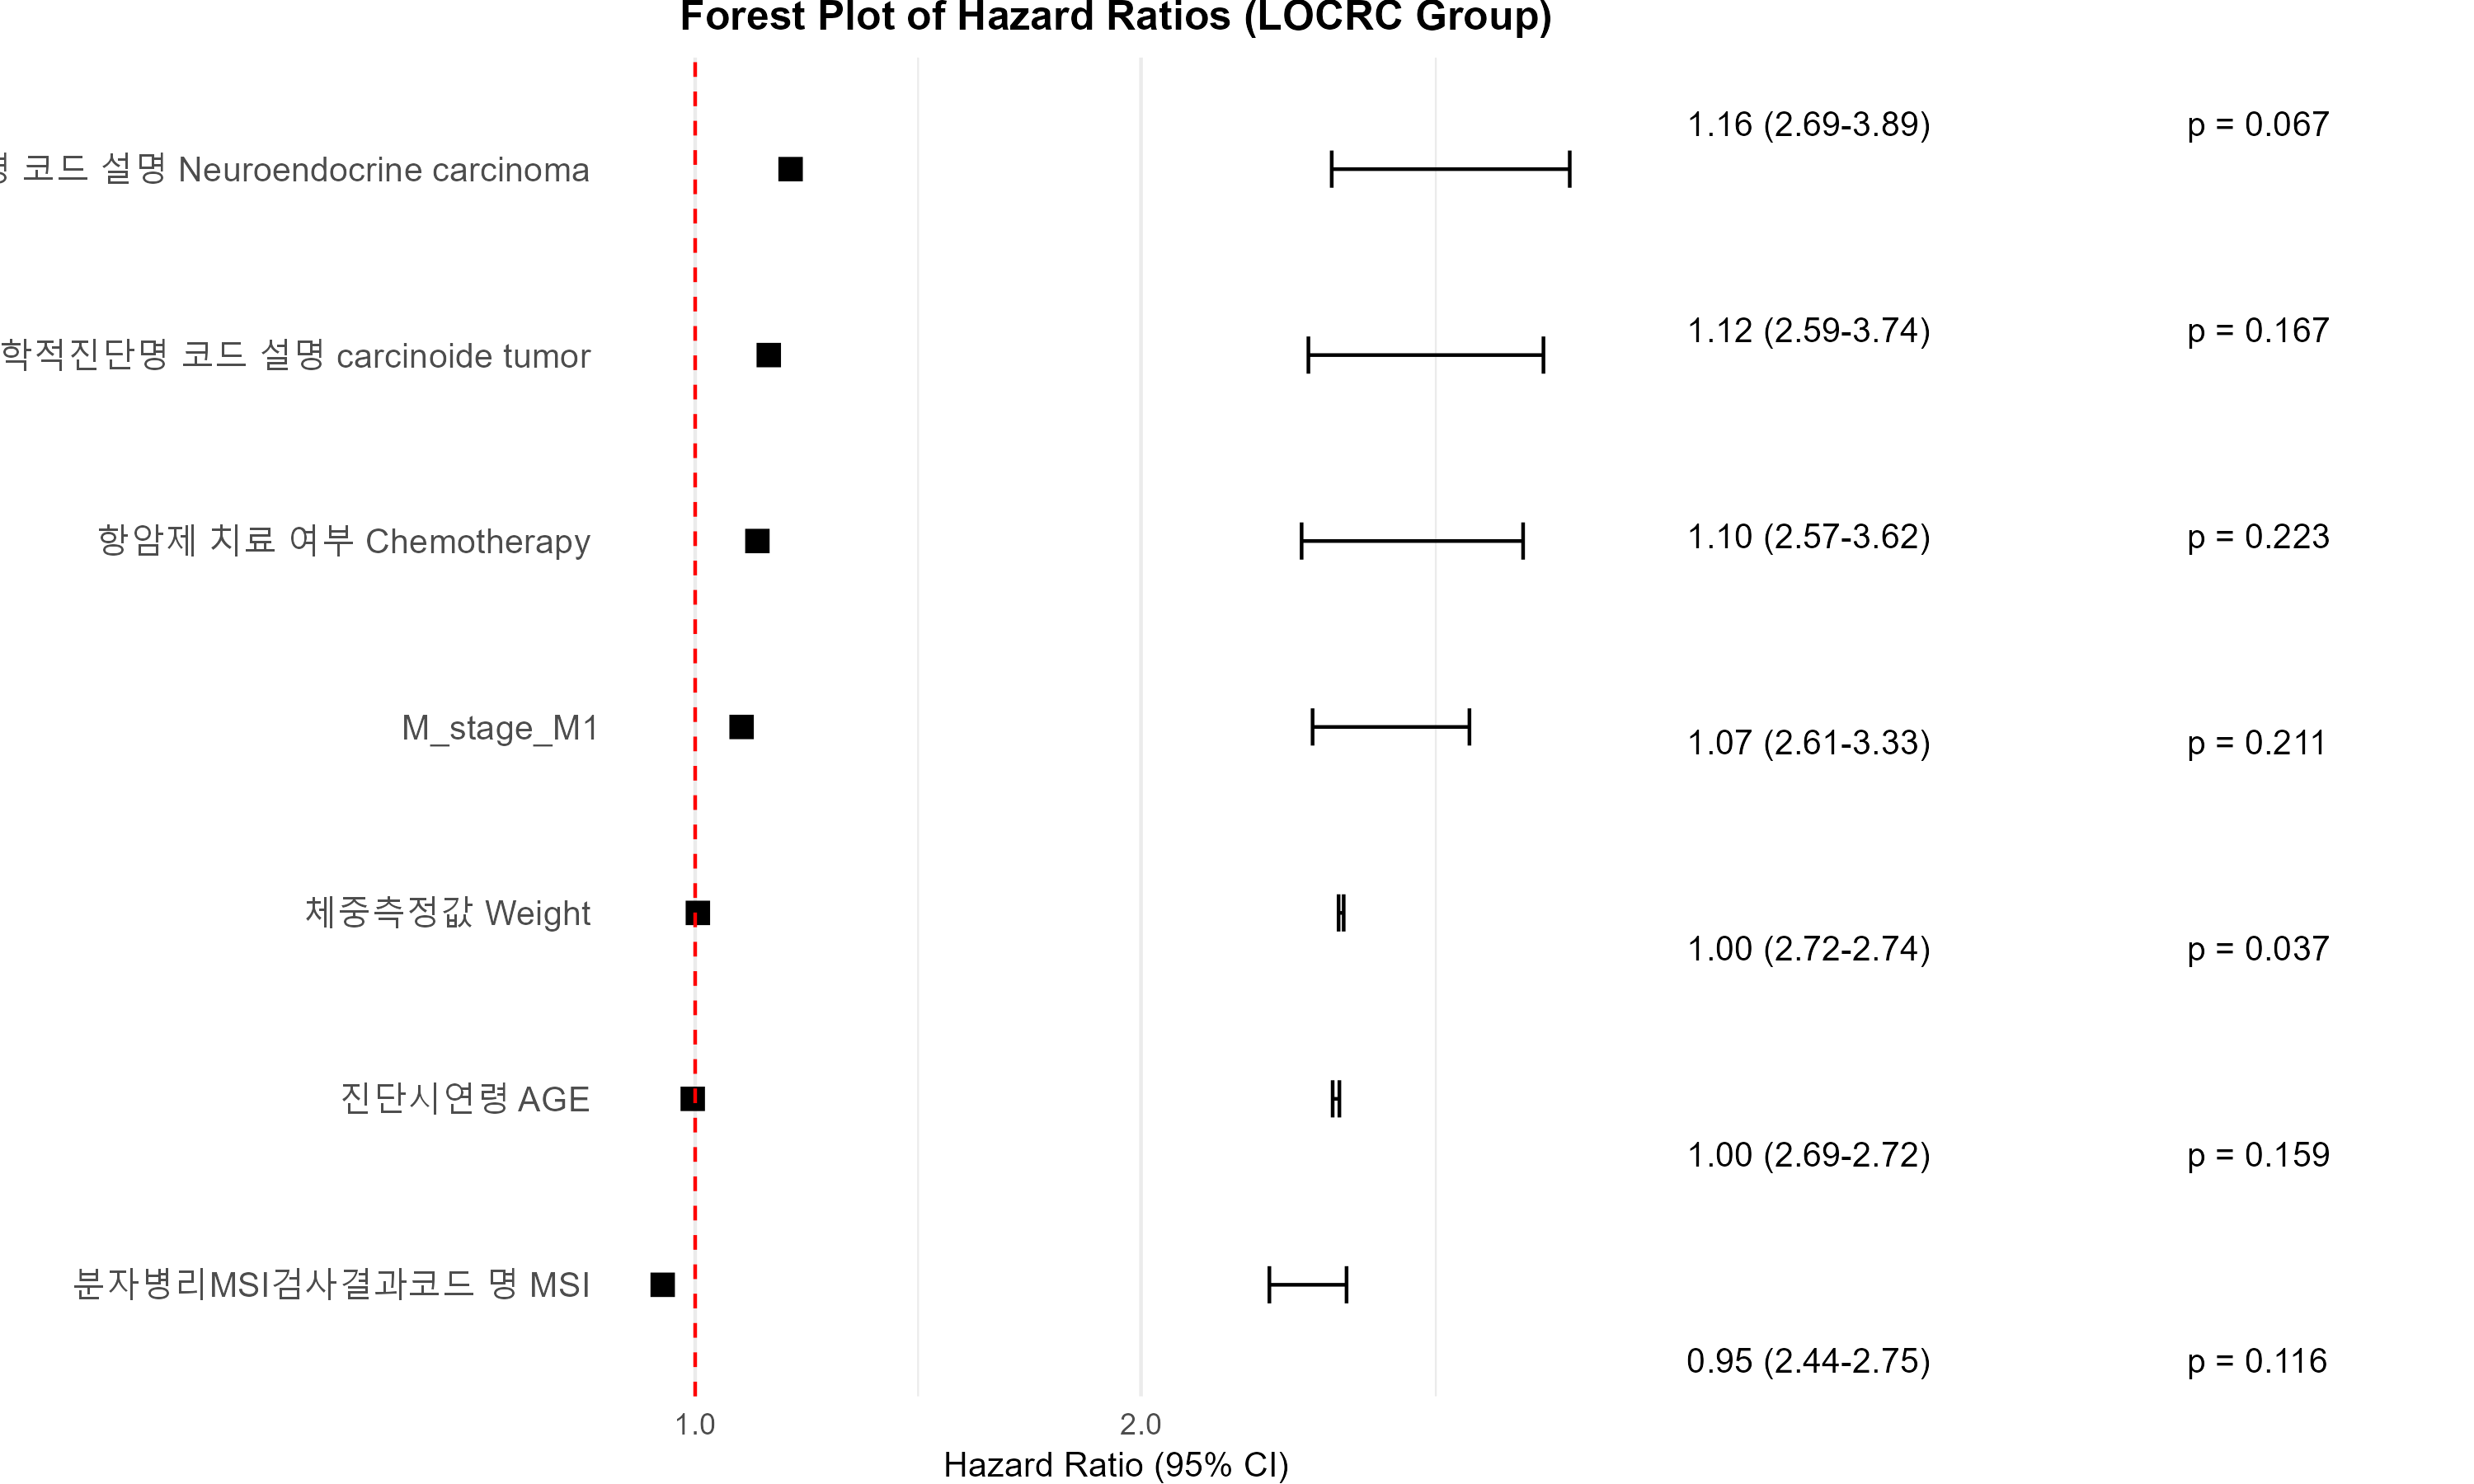 Forest Plot of Hazard Ratios (LOCRC Group)
코드 설명 Neuroendocrine carcinoma
1.16 (2.69-3.89) p = 0.067
학적진단명 코드 설명 carcinoide tumor
1.12 (2.59-3.74) p = 0.167
항암제 치료 여부 Chemotherapy
1.10 (2.57-3.62) p = 0.223
M_stage_M1
1.07 (2.61-3.33) p = 0.211
체중측정값 Weight
1.00 (2.72-2.74) p = 0.037
진단시연령 AGE
1.00 (2.69-2.72) p = 0.159
분자병리MSI검사결과코드 명 MSI
0.95 (2.44-2.75) p = 0.116
1.0 2.0
Hazard Ratio (95% CI)